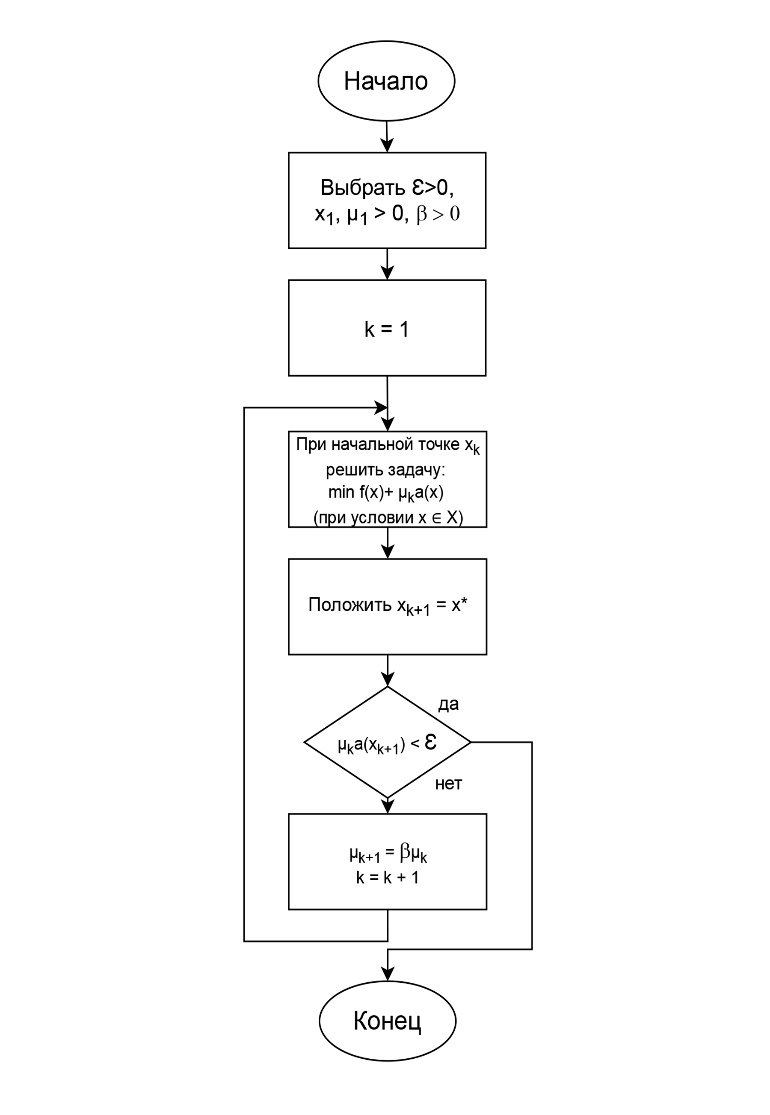 Начало
Выбрать Ɛ>0,
x₁, µ₁ > 0, β > 0
k = 1
При начальной точке xₖ
решить задачу:
min f(x)+ µₖa(x)
(при условии x ∈ X)
Положить xₖ₊₁ = x*
да
µₖa(xₖ₊₁) < Ɛ
нет
µₖ₊₁ = βµₖ
k = k + 1
Конец